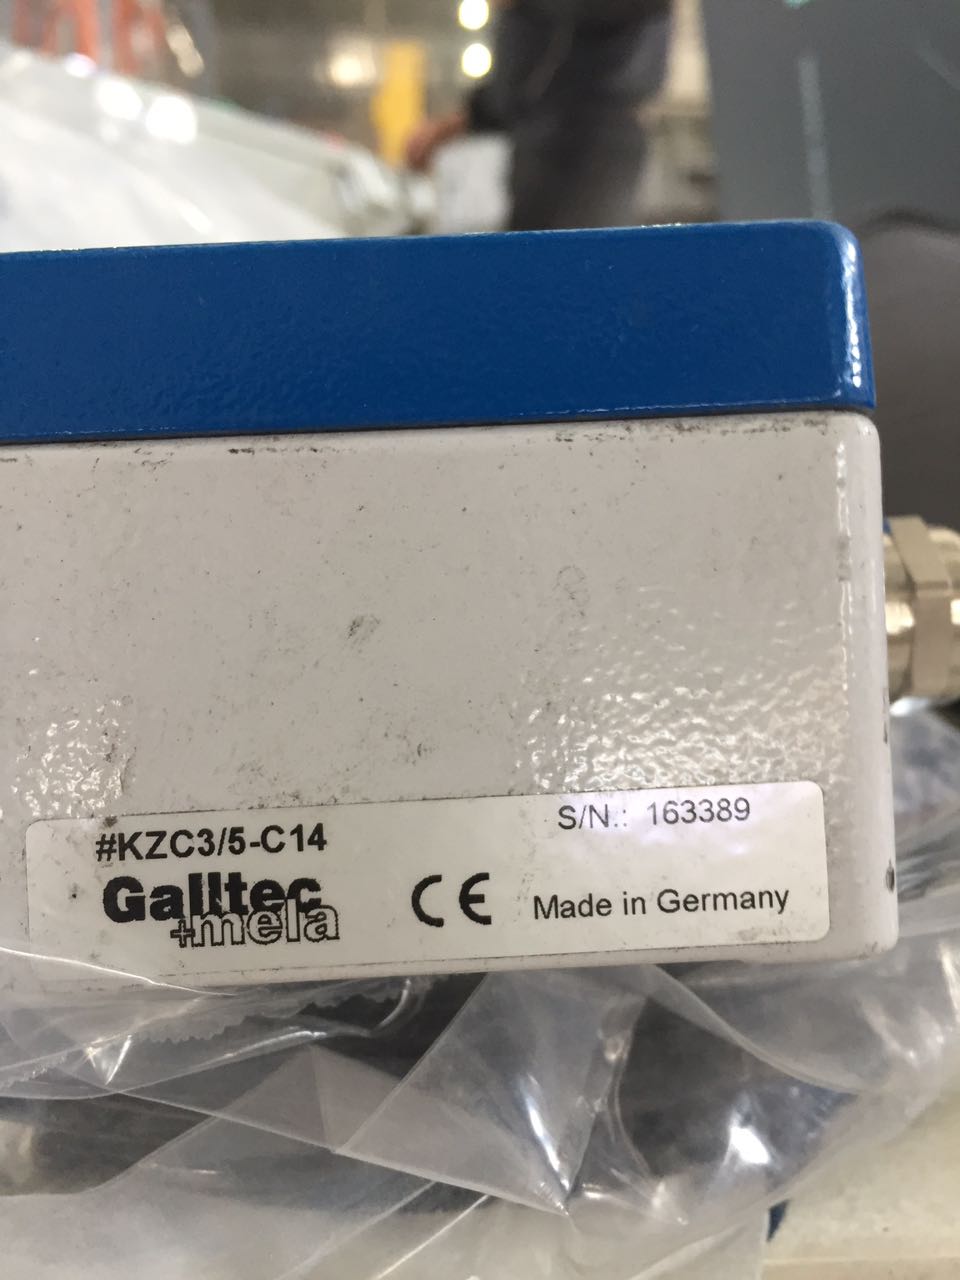 #KZC3/5-C14
S/N.: 163389
Galltec
+mela
CE
Made in Germany